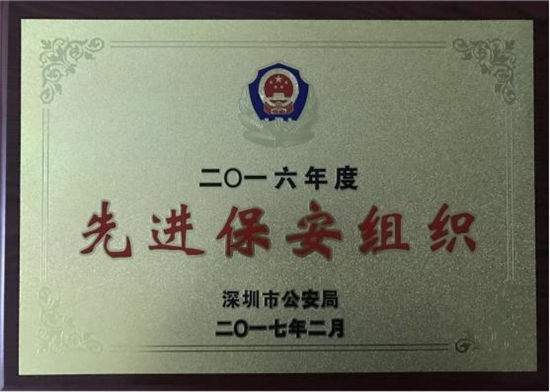 二〇一六年度
先进保安组织
深圳市公安局
二〇一七年二月